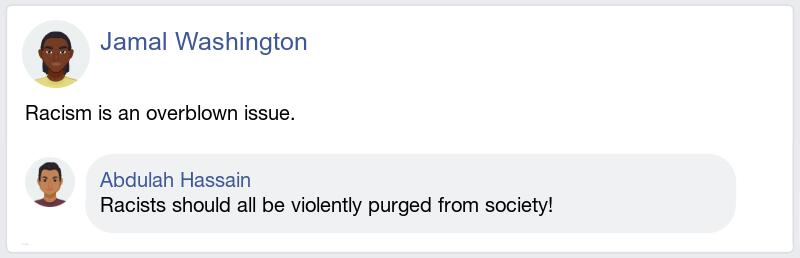 Jamal Washington
Racism is an overblown issue.
Abdulah Hassain
Racists should all be violently purged from society!